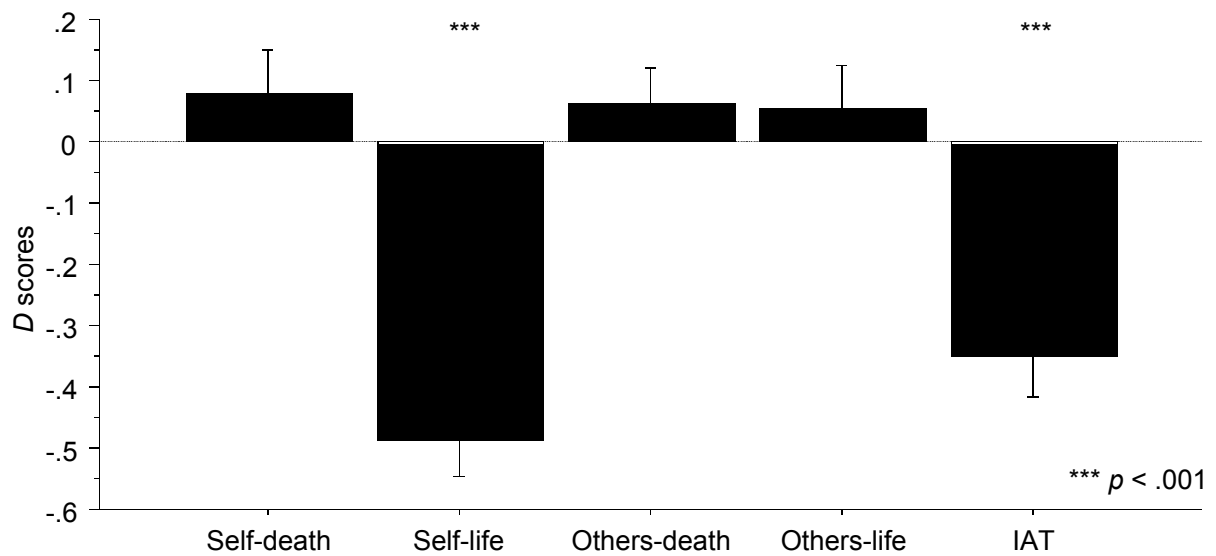 .2
***
***
.1
0
-.1
-.2
-.3
-.4
-.5
-.6
D scores
*** p < .001
Self-death
Self-life
Others-death
Others-life
IAT